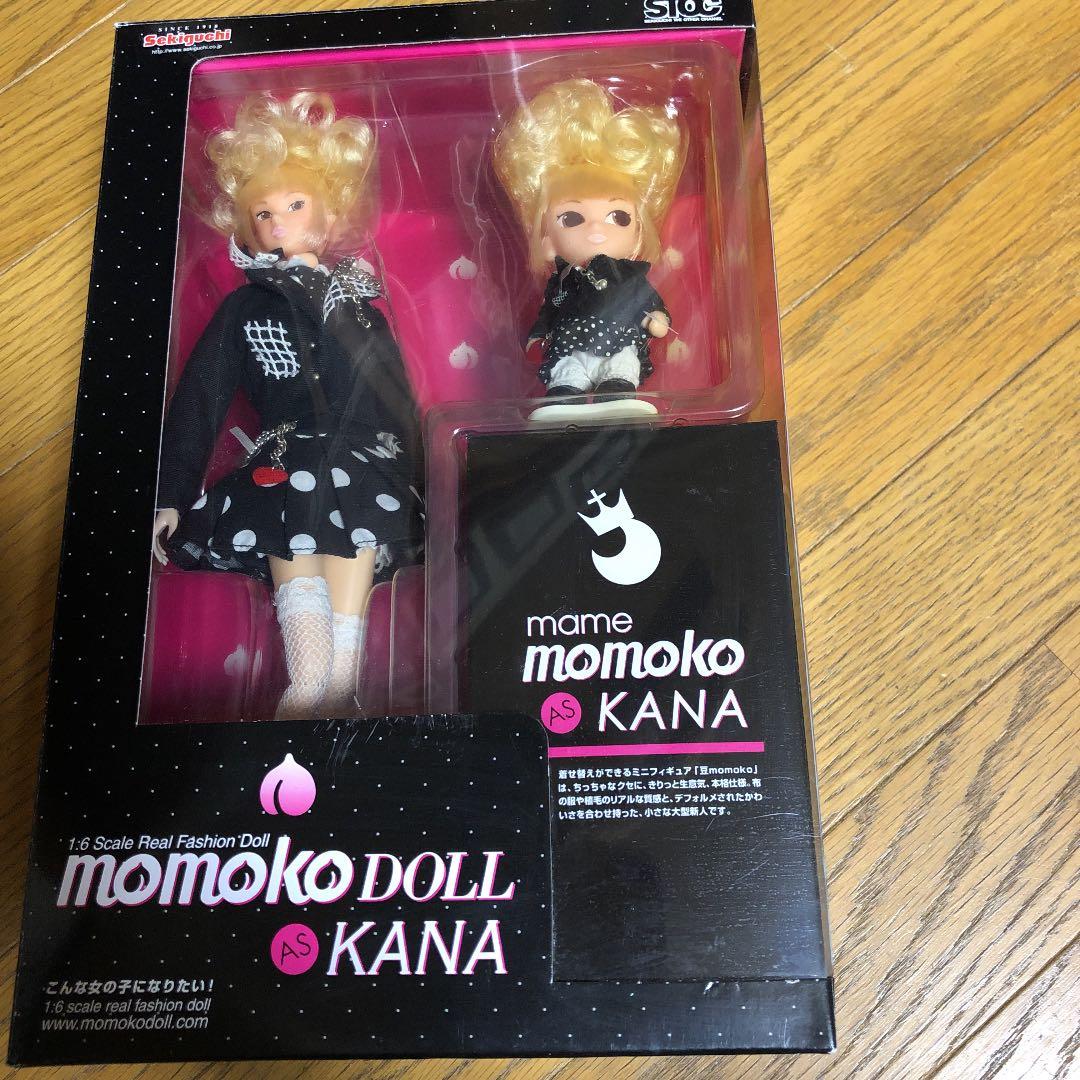 SINCE 1918
Sekiguchi
http://www.sekiguchi.co.jp
STOC
mame
momoko
AS KANA
着せ替えができるミニフィギュア「豆momoko」
は、ちっちゃなクセに、きりっと生意気、本格仕様。布
の服や植毛のリアルな質感と、デフォルメされたかわ
いさを合わせ持った、小さな大型新人です。
1:6 Scale Real Fashion Doll
momoko DOLL
AS KANA
こんな女の子になりたい!
1:6 scale real fashion doll
www.momokodoll.com